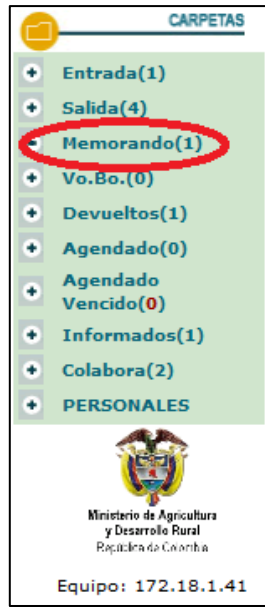 CARPETAS
Entrada(1)
Salida(4)
Memorando(1)
Vo.Bo.(0)
Devueltos(1)
Agendado(0)
Agendado
Vencido(0)
Informados(1)
Colabora(2)
PERSONALES
Ministerio de Agricultura
y Desarrollo Rural
República de Colombia
Equipo: 172.18.1.41